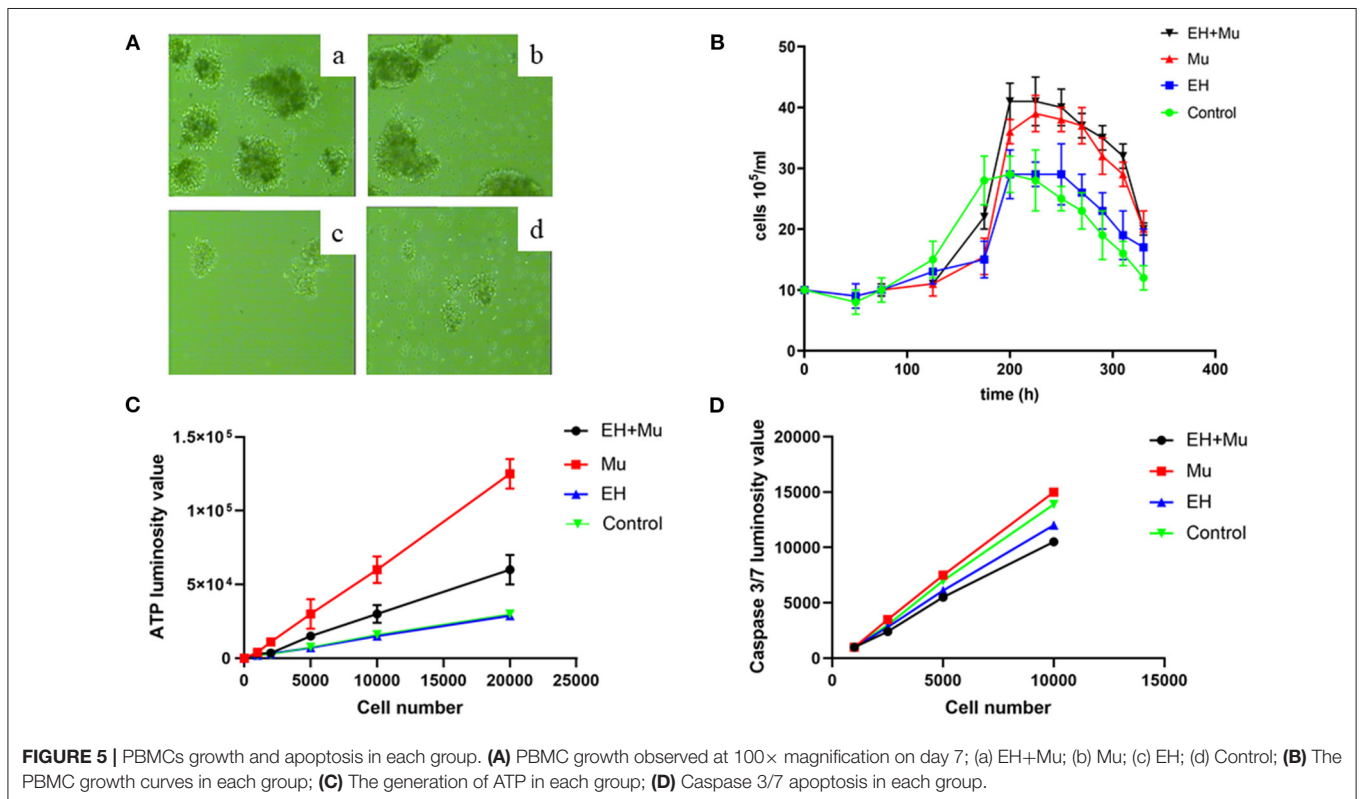 A
a
b
c
d
B
EH+Mu
Mu
EH
Control
50
40
30
20
10
0
cells 10⁵/ml
0 100 200 300 400
time (h)
C
EH+Mu
Mu
EH
Control
1.5×10⁵
1×10⁵
5×10⁴
0
ATP luminosity value
0 5000 10000 15000 20000 25000
Cell number
D
EH+Mu
Mu
EH
Control
20000
15000
10000
5000
0
Caspase 3/7 luminosity value
0 5000 10000 15000
Cell number
FIGURE 5 | PBMCs growth and apoptosis in each group. (A) PBMC growth observed at 100× magnification on day 7; (a) EH+Mu; (b) Mu; (c) EH; (d) Control; (B) The
PBMC growth curves in each group; (C) The generation of ATP in each group; (D) Caspase 3/7 apoptosis in each group.